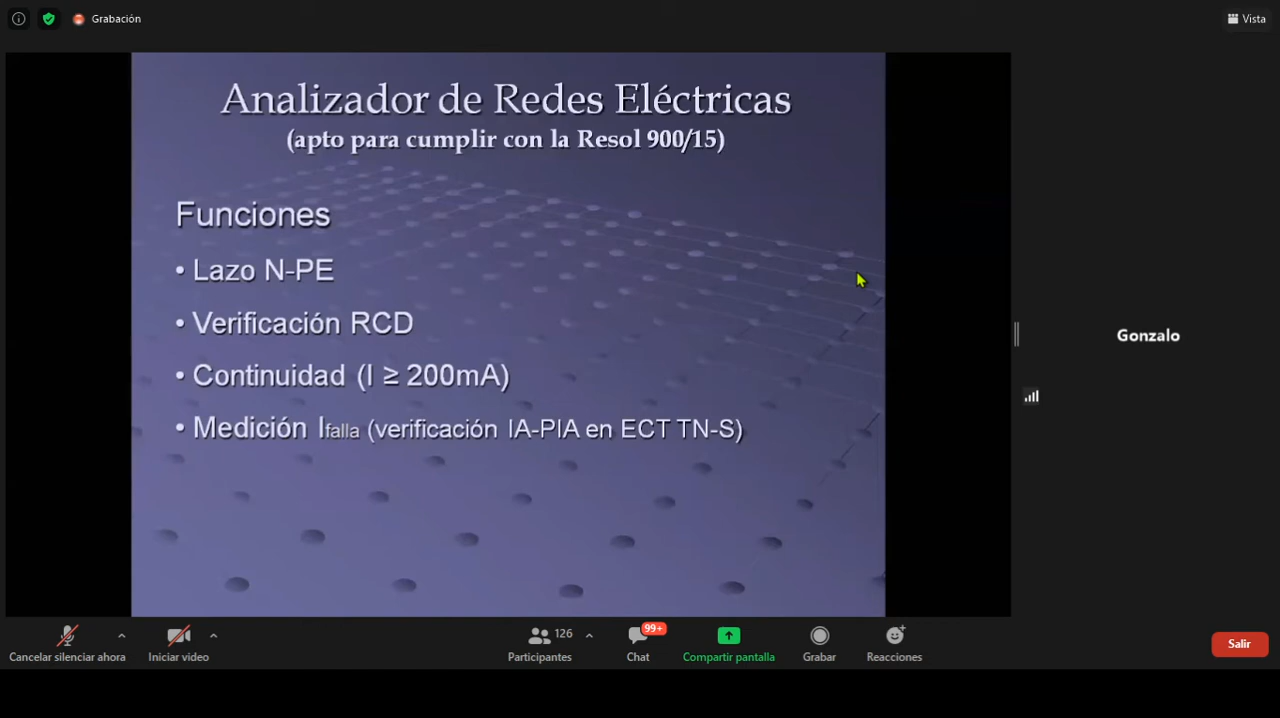 Grabación
Vista
Analizador de Redes Eléctricas
(apto para cumplir con la Resol 900/15)
Funciones
• Lazo N-PE
• Verificación RCD
• Continuidad (I ≥ 200mA)
• Medición Ifalla (verificación IA-PIA en ECT TN-S)
Gonzalo
Cancelar silenciar ahora
Iniciar video
126
Participantes
99+
Chat
Compartir pantalla
Grabar
Reacciones
Salir